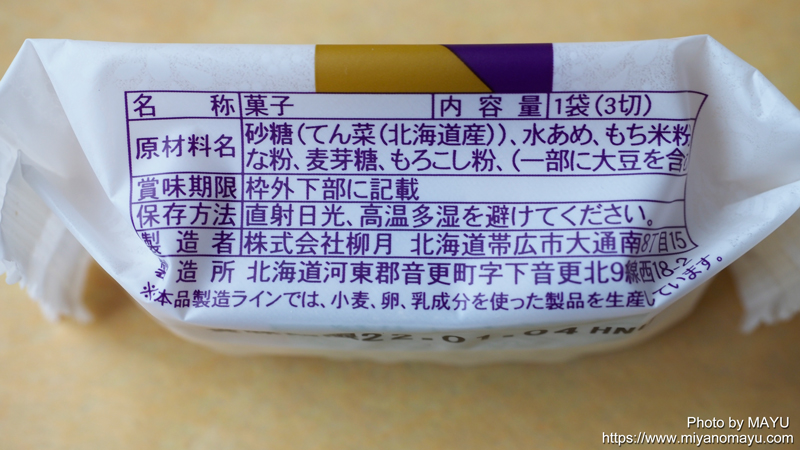 名称 菓子 内容量 1袋(3切)
原材料名 砂糖(てん菜(北海道産))、水あめ、もち米粉
な粉、麦芽糖、もろこし粉、(一部に大豆を含
賞味期限 枠外下部に記載
保存方法 直射日光、高温多湿を避けてください。
製造者 株式会社柳月 北海道帯広市大通南8丁目15
造所 北海道河東郡音更町字下音更北9線西18-2
※本品製造ラインでは、小麦、卵、乳成分を使った製品を生産しています。
22-01-04 HN
Photo by MAYU
https://www.miyanomayu.com/